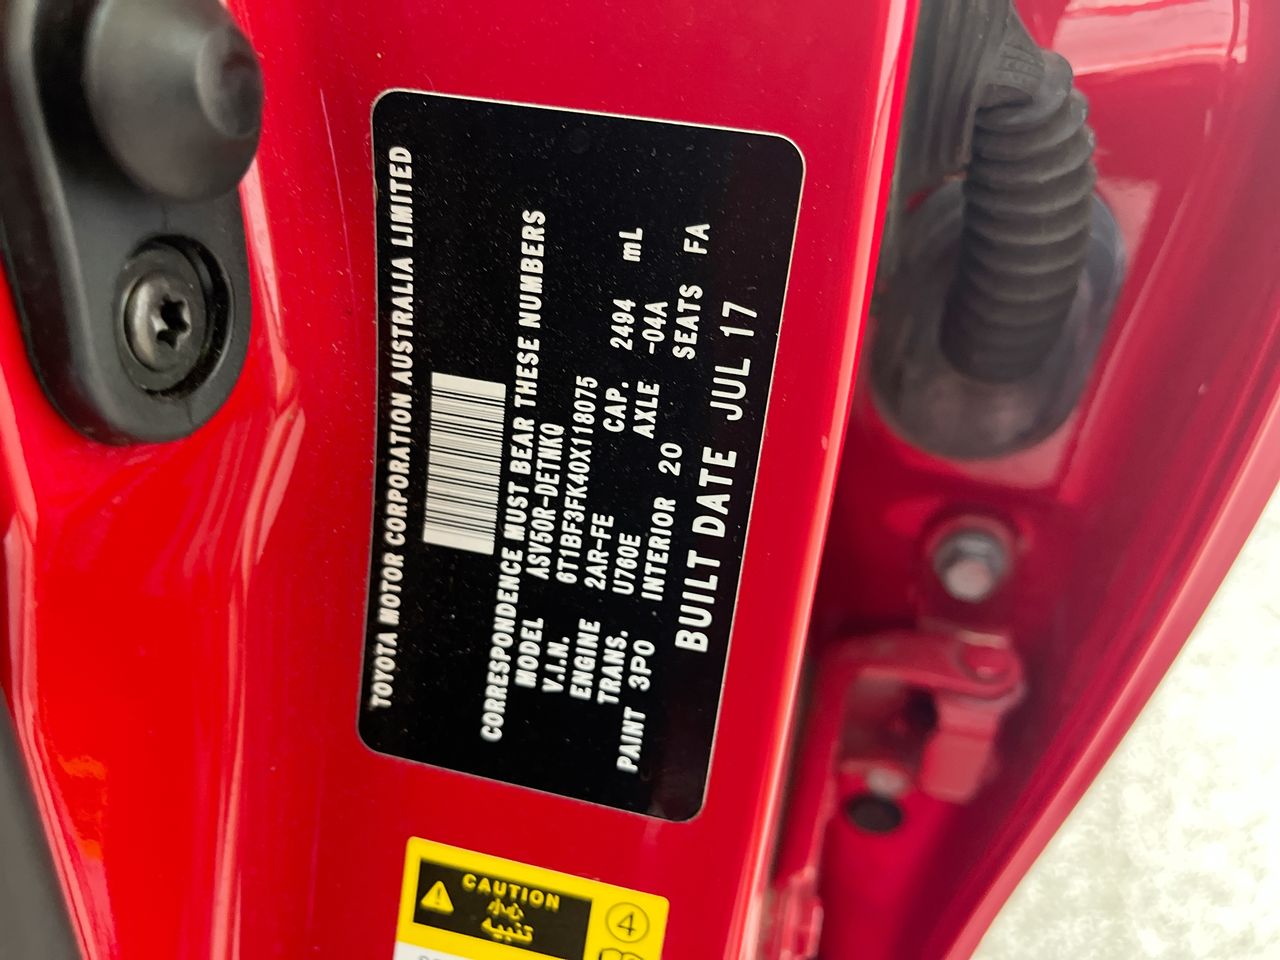 TOYOTA MOTOR CORPORATION AUSTRALIA LIMITED
CORRESPONDENCE MUST BEAR THESE NUMBERS
MODEL ASV50R-DETNKQ
V.I.N. 6T1BF3FK40X118075
ENGINE 2AR-FE CAP. 2494 mL
TRANS. U760E AXLE -04A
PAINT 3P0 INTERIOR 20 SEATS FA
BUILT DATE JUL 17
CAUTION
تنبيه
4